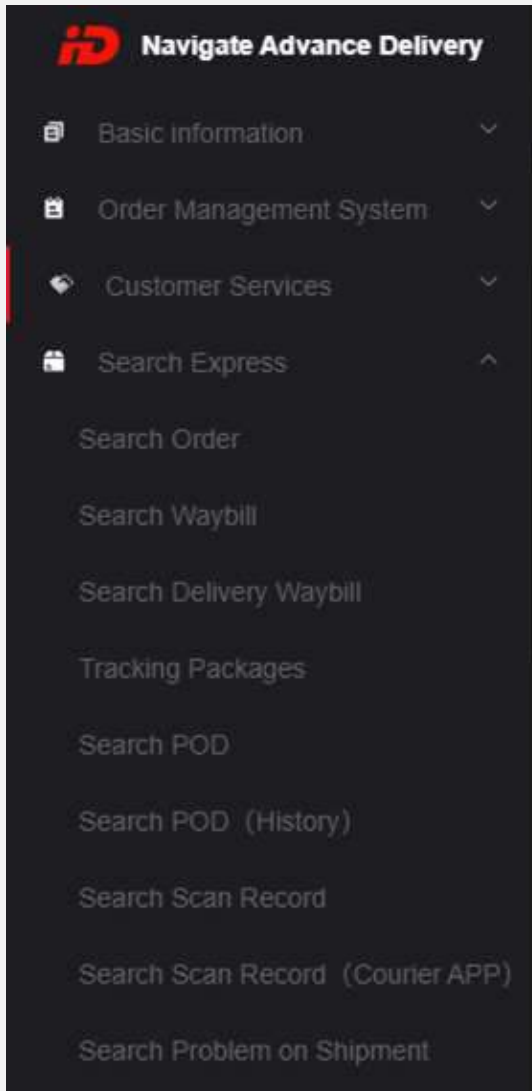 iD Navigate Advance Delivery
Basic information
Order Management System
Customer Services
Search Express
Search Order
Search Waybill
Search Delivery Waybill
Tracking Packages
Search POD
Search POD（History）
Search Scan Record
Search Scan Record（Courier APP）
Search Problem on Shipment